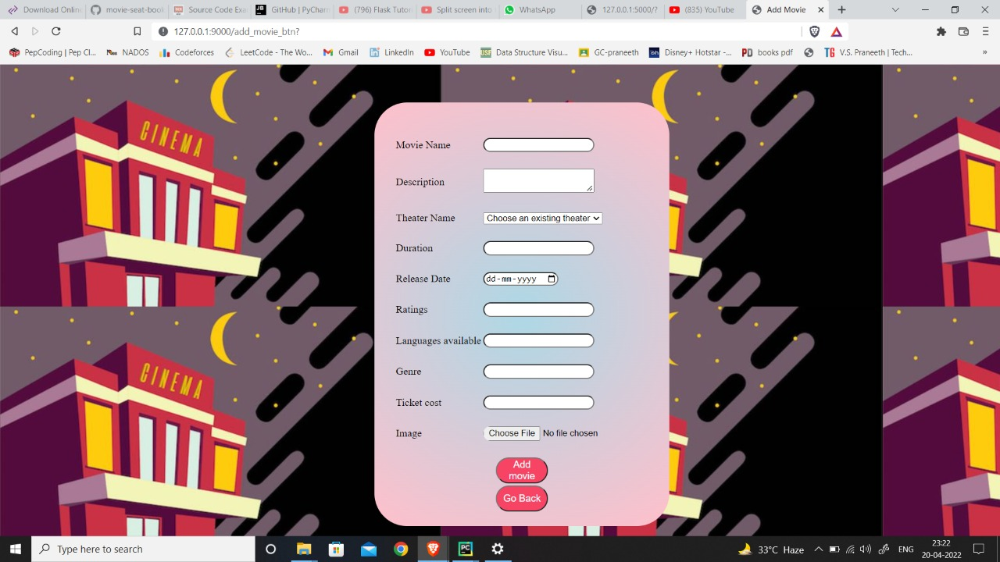 Download Onlin
movie-seat-book
Source Code Exa
GitHub | PyCharm
(796) Flask Tutor
Split screen into
WhatsApp
127.0.0.1:5000/?
(835) YouTube
Add Movie
127.0.0.1:9000/add_movie_btn?
PepCoding | Pep Cl...
NADOS
Codeforces
LeetCode - The Wo...
Gmail
LinkedIn
YouTube
USF
Data Structure Visu...
GC-praneeth
Disney+ Hotstar -...
PD
books pdf
TG
V.S. Praneeth | Tech...
»
CINEMA
CINEMA
Movie Name
Description
Theater Name
Choose an existing theater
Duration
Release Date
dd-mm-yyyy
Ratings
Languages available
Genre
Ticket cost
Image
Choose File No file chosen
Add
movie
Go Back
Type here to search
PC
33°C Haze
ENG
23:22
20-04-2022